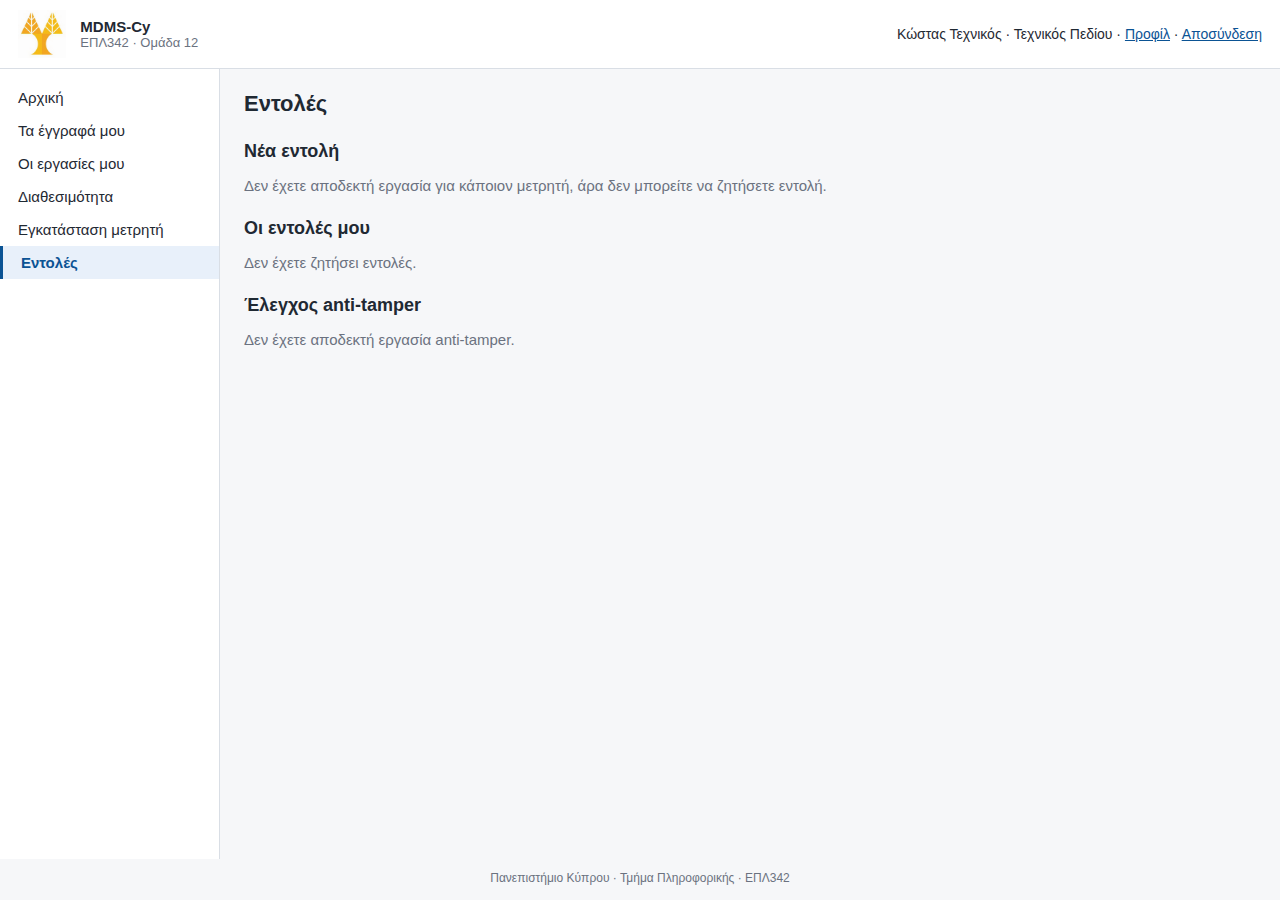 MDMS-Cy
ΕΠΛ342 · Ομάδα 12
Κώστας Τεχνικός · Τεχνικός Πεδίου · Προφίλ · Αποσύνδεση
Αρχική
Τα έγγραφά μου
Οι εργασίες μου
Διαθεσιμότητα
Εγκατάσταση μετρητή
Εντολές
Εντολές
Νέα εντολή
Δεν έχετε αποδεκτή εργασία για κάποιον μετρητή, άρα δεν μπορείτε να ζητήσετε εντολή.
Οι εντολές μου
Δεν έχετε ζητήσει εντολές.
Έλεγχος anti-tamper
Δεν έχετε αποδεκτή εργασία anti-tamper.
Πανεπιστήμιο Κύπρου · Τμήμα Πληροφορικής · ΕΠΛ342